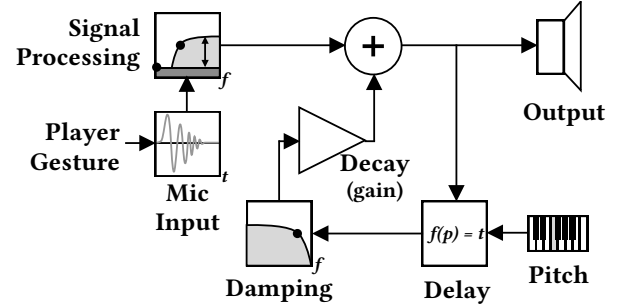 Signal
Processing
f
+
Output
Player
Gesture
t
Mic
Input
Decay
(gain)
f(p) = t
f
Damping
Delay
Pitch